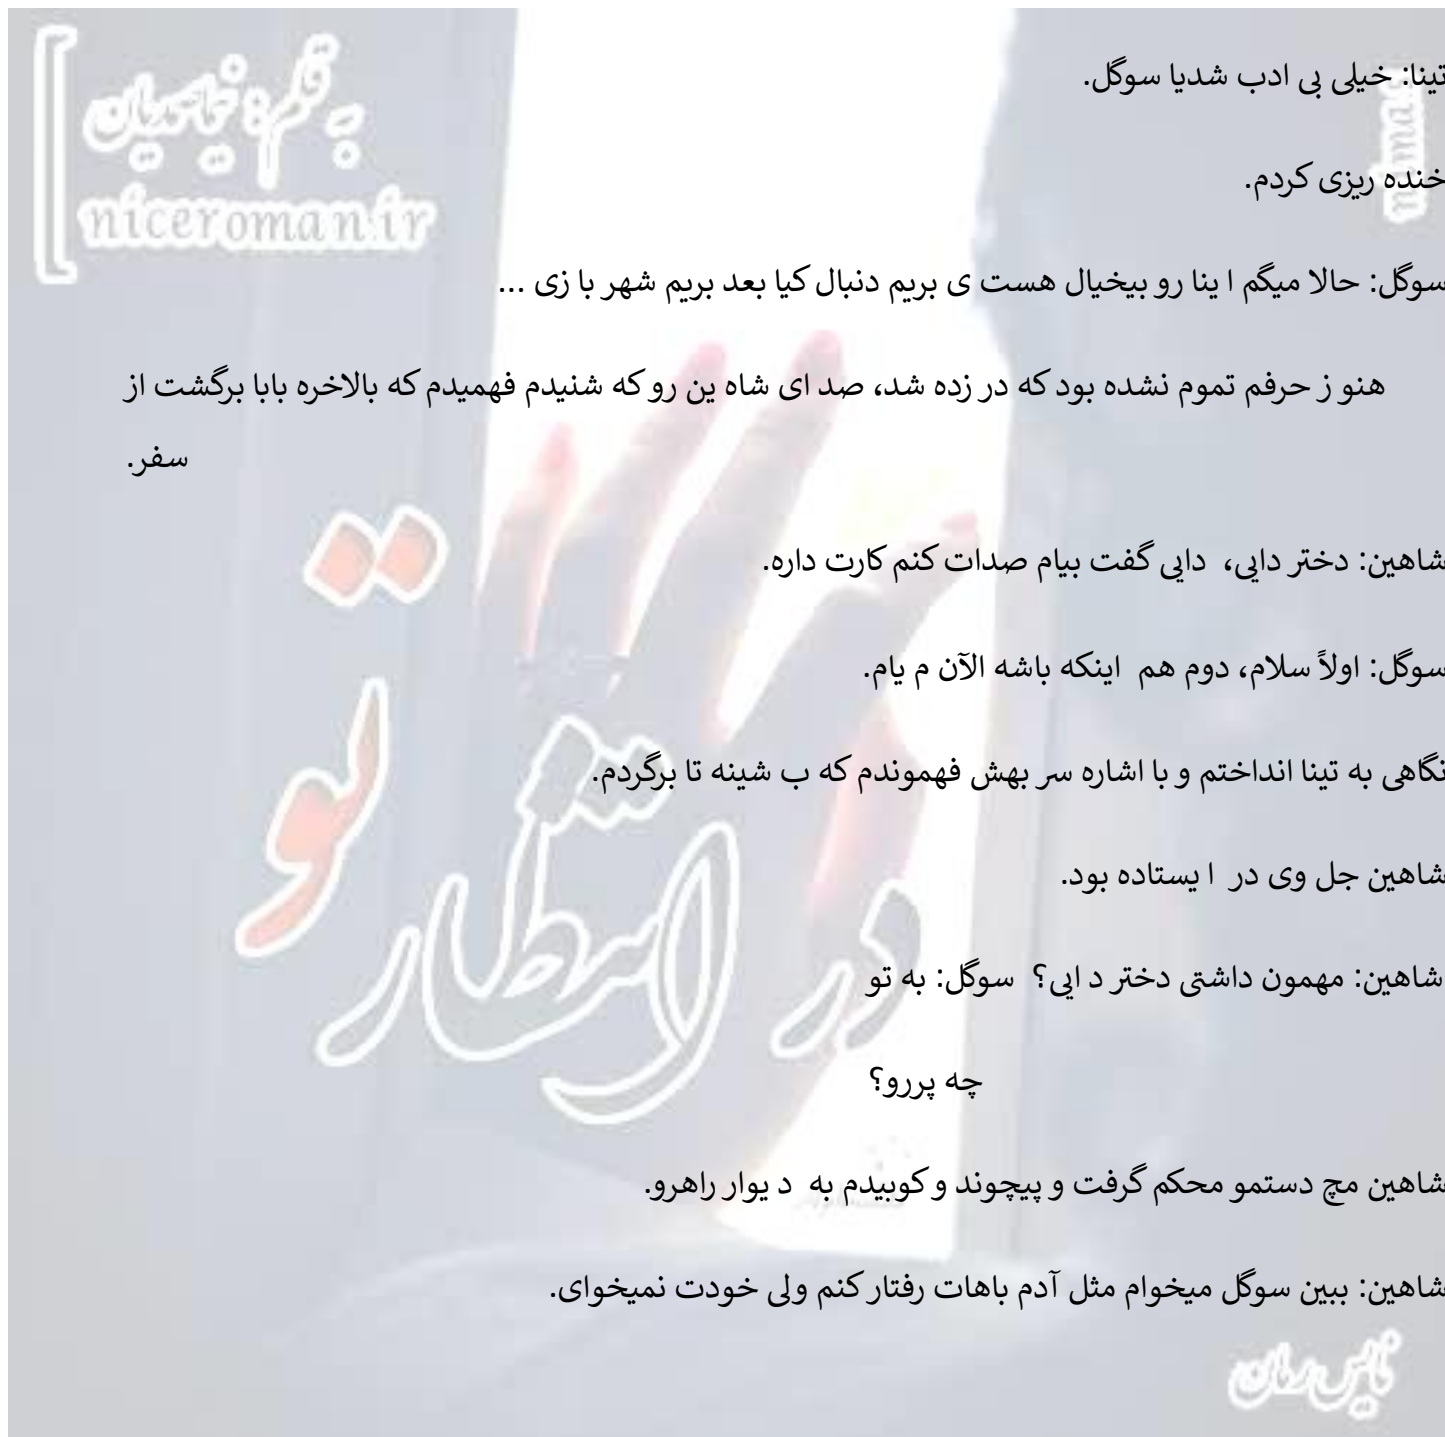 به قلم:
niceroman.ir
تینا: خیلی بی ادب شدیا سوگل.
خنده ریزی کردم.
سوگل: حالا میگم ا ینا رو بیخیال هست ی بریم دنبال کیا بعد بریم شهر با زی ...
هنو ز حرفم تموم نشده بود که در زده شد، صد ای شاه ین رو که شنیدم فهمیدم که بالاخره بابا برگشت از
سفر.
شاهین: دختر دایی، دایی گفت بیام صدات کنم کارت داره.
سوگل: اولاً سلام، دوم هم اینکه باشه الآن م یام.
نگاهی به تینا انداختم و با اشاره سر بهش فهموندم که ب شینه تا برگردم.
شاهین جل وی در ا یستاده بود.
شاهین: مهمون داشتی دختر د ایی؟ سوگل: به تو
چه پررو؟
شاهین مچ دستمو محکم گرفت و پیچوند و کوبیدم به د یوار راهرو.
شاهین: ببین سوگل میخوام مثل آدم باهات رفتار کنم ولی خودت نمیخوای.
در انتظار تو
نایس رمان